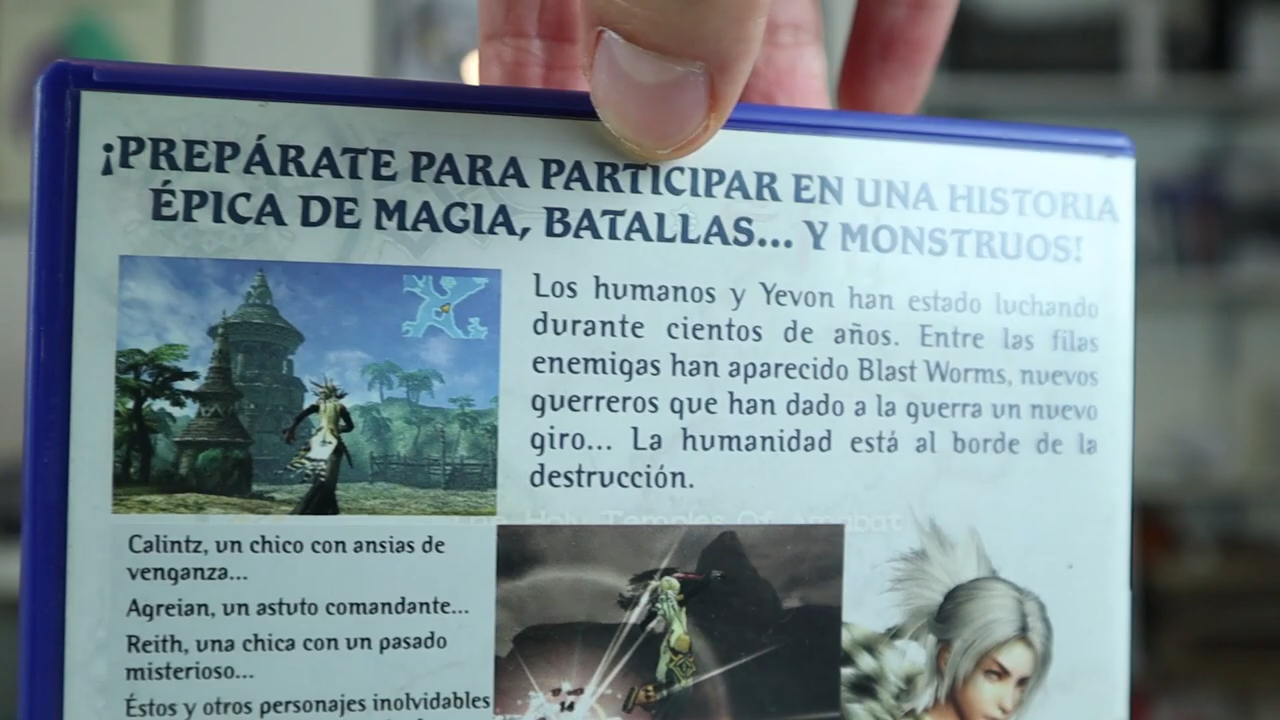 ¡PREPÁRATE PARA PARTICIPAR EN UNA HISTORIA
ÉPICA DE MAGIA, BATALLAS... Y MONSTRUOS!
Los humanos y Yevon han estado luchando
durante cientos de años. Entre las filas
enemigas han aparecido Blast Worms, nuevos
guerreros que han dado a la guerra un nuevo
giro... La humanidad está al borde de la
destrucción.
Calintz, un chico con ansias de
venganza...
Agreian, un astuto comandante...
Reith, una chica con un pasado
misterioso...
Éstos y otros personajes inolvidables
14